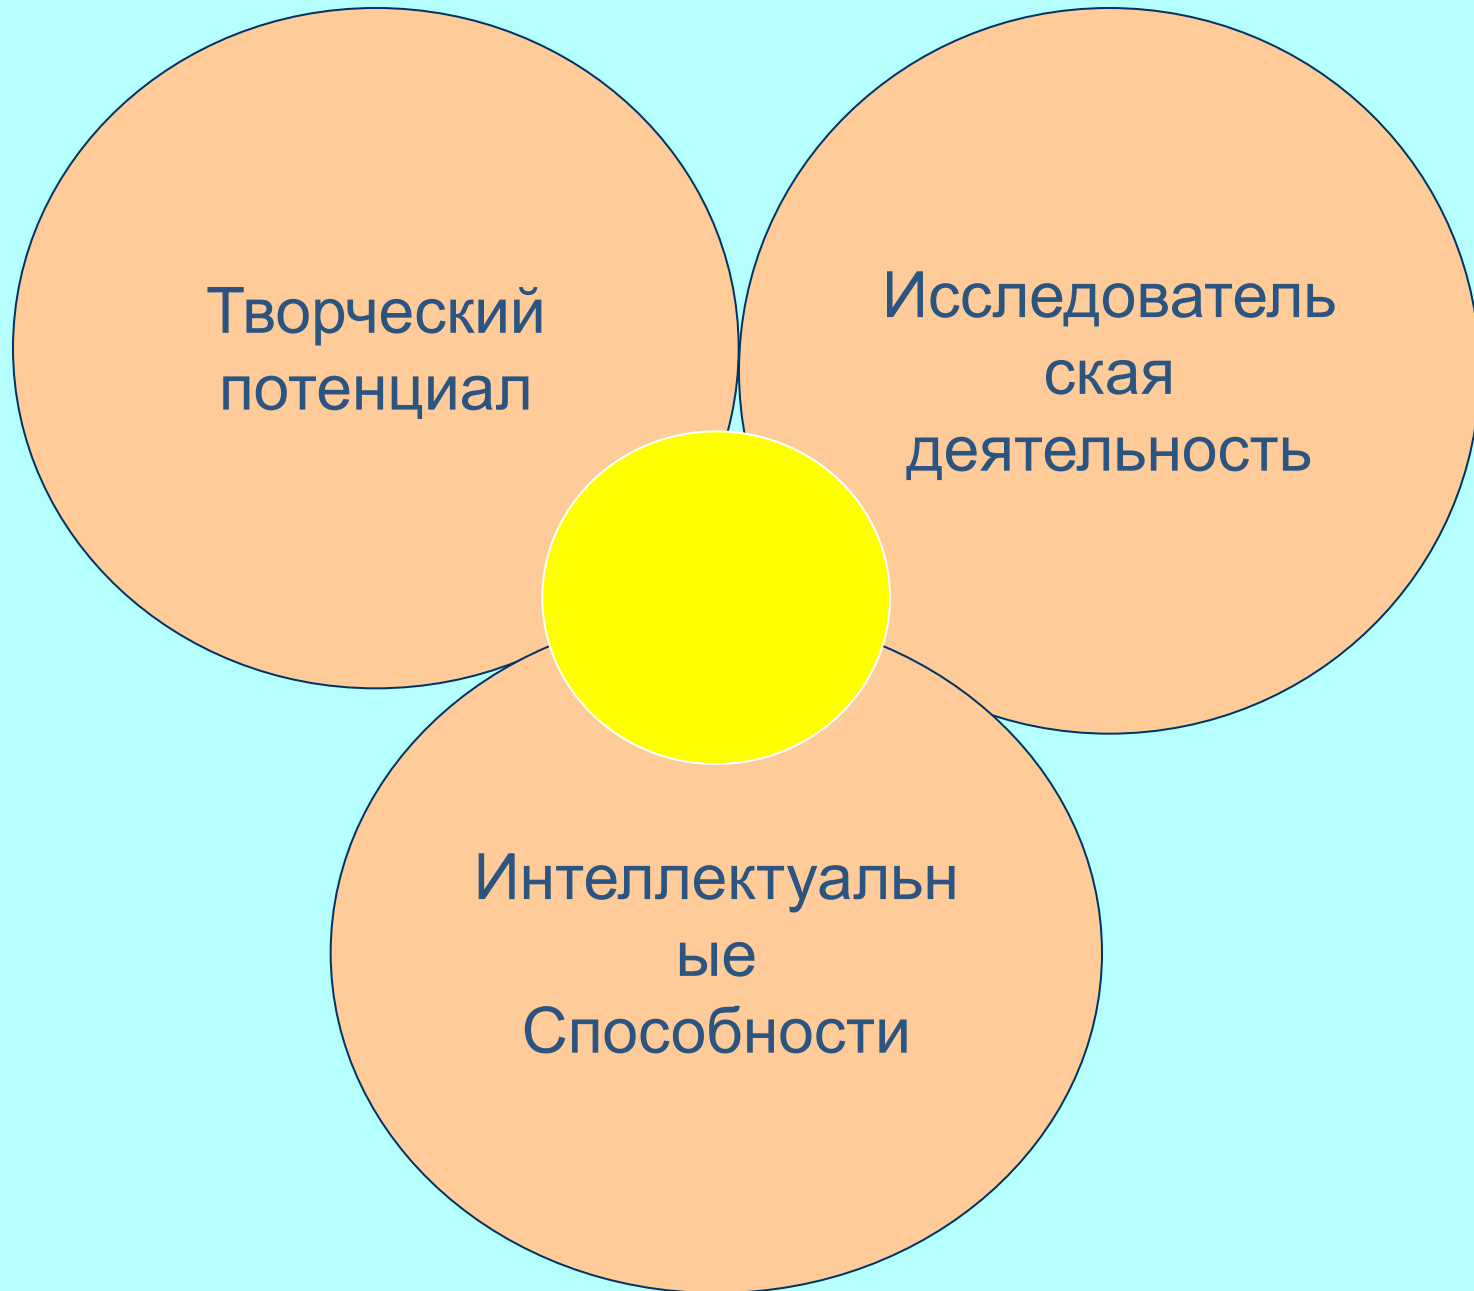 Творческий
потенциал
Исследователь
ская
деятельность
Интеллектуальн
ые
Способности